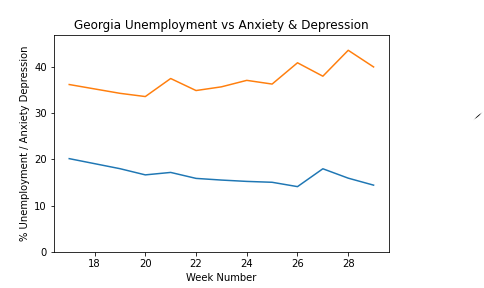 Georgia Unemployment vs Anxiety & Depression
% Unemployment / Anxiety Depression
40
30
20
10
0
18 20 22 24 26 28
Week Number